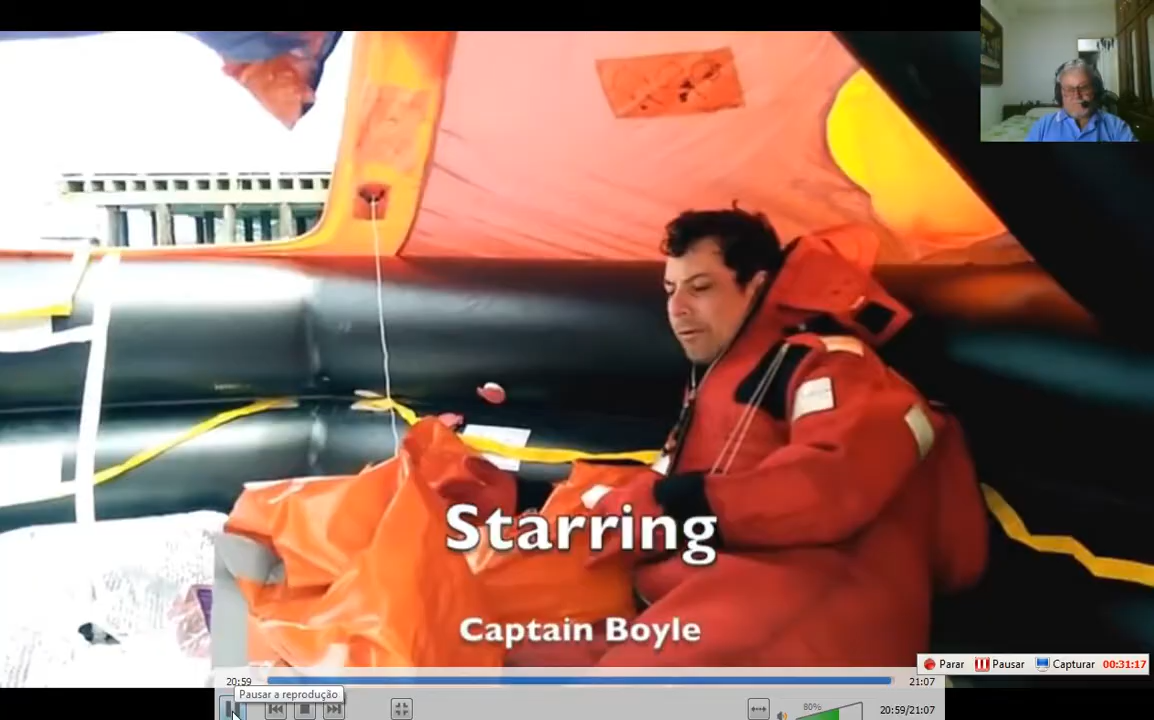 Starring
Captain Boyle
Parar Pausar Capturar 00:31:17
20:59 21:07
Pausar a reprodução
80%
20:59/21:07